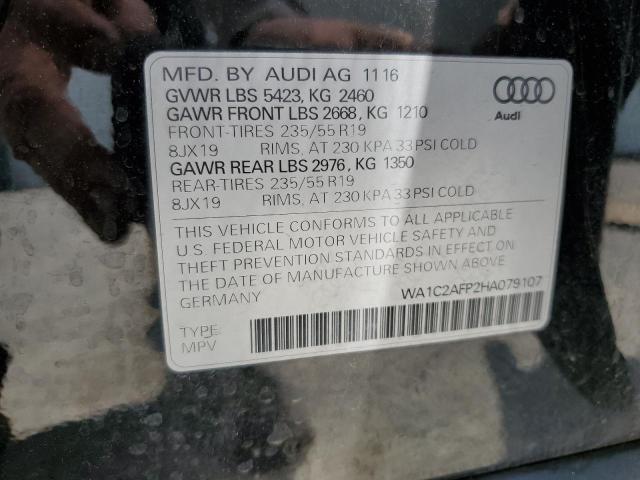 MFD. BY AUDI AG 11 16
GVWR LBS 5423, KG 2460
GAWR FRONT LBS 2668, KG 1210
FRONT-TIRES 235/55 R19
8JX19 RIMS, AT 230 KPA 33 PSI COLD
GAWR REAR LBS 2976, KG 1350
REAR-TIRES 235/55 R19
8JX19 RIMS, AT 230 KPA 33 PSI COLD
Audi
THIS VEHICLE CONFORMS TO ALL APPLICABLE
U.S. FEDERAL MOTOR VEHICLE SAFETY AND
THEFT PREVENTION STANDARDS IN EFFECT ON
THE DATE OF MANUFACTURE SHOWN ABOVE
GERMANY
WA1C2AFP2HA079107
TYPE:
MPV